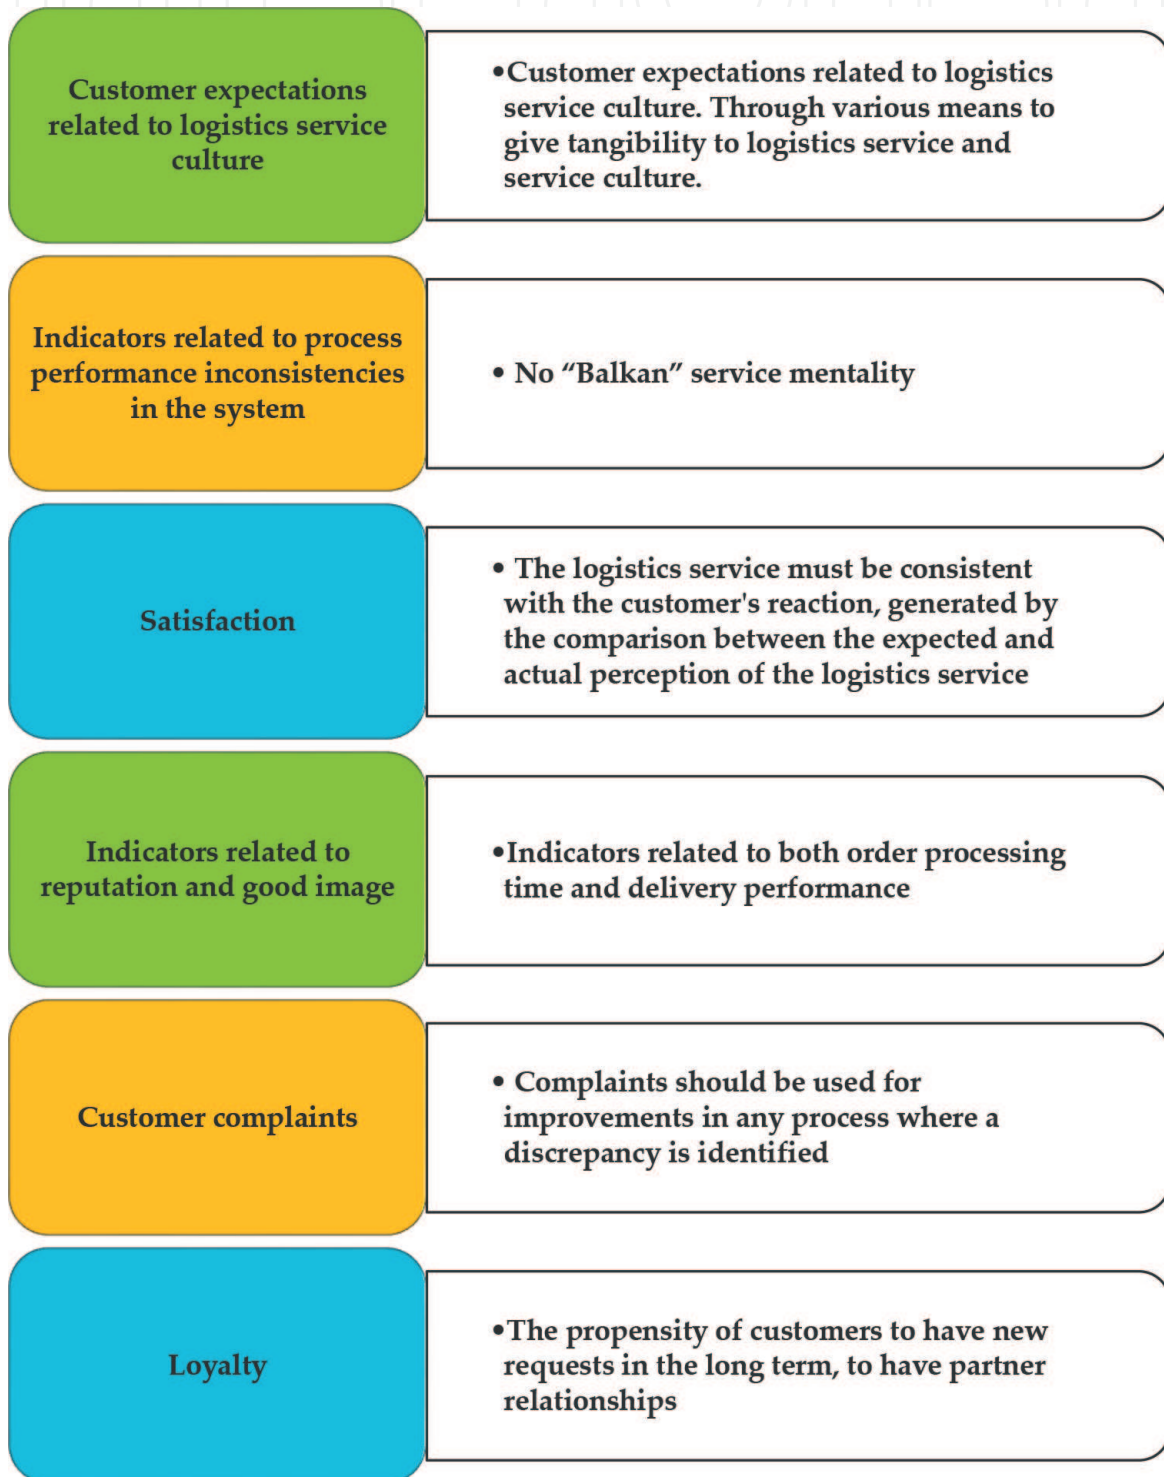 Customer expectations
related to logistics service
culture
•Customer expectations related to logistics
service culture. Through various means to
give tangibility to logistics service and
service culture.
Indicators related to process
performance inconsistencies
in the system
• No “Balkan” service mentality
Satisfaction
• The logistics service must be consistent
with the customer's reaction, generated by
the comparison between the expected and
actual perception of the logistics service
Indicators related to
reputation and good image
•Indicators related to both order processing
time and delivery performance
Customer complaints
• Complaints should be used for
improvements in any process where a
discrepancy is identified
Loyalty
•The propensity of customers to have new
requests in the long term, to have partner
relationships